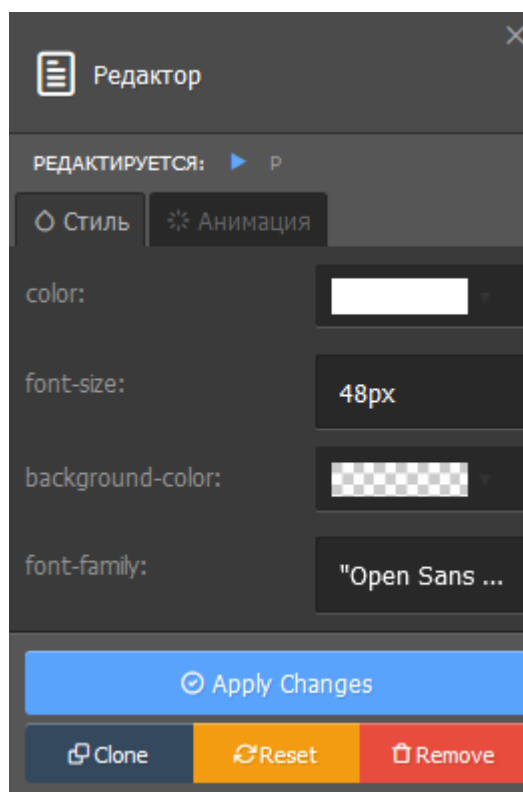 Редактор
РЕДАКТИРУЕТСЯ: P
Стиль Анимация
color:
font-size: 48px
background-color:
font-family: "Open Sans ...
Apply Changes
Clone Reset Remove